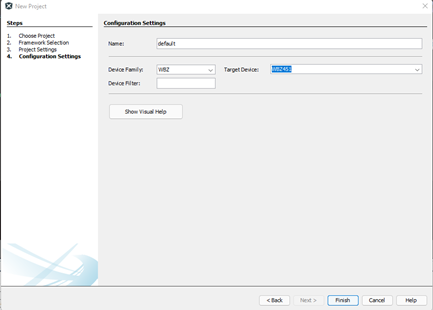 New Project
Steps
1. Choose Project
2. Framework Selection
3. Project Settings
4. Configuration Settings
Configuration Settings
Name: default
Device Family: WBZ Target Device: WBZ451
Device Filter:
Show Visual Help
< Back Next > Finish Cancel Help